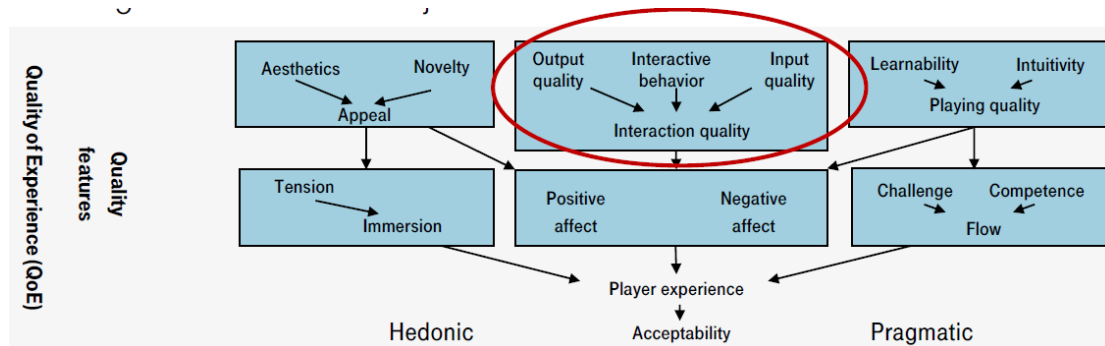 Quality of Experience (QoE)
Quality
features
Aesthetics
Novelty
Appeal
Output
quality
Interactive
behavior
Input
quality
Interaction quality
Learnability
Intuitivity
Playing quality
Tension
Immersion
Positive
affect
Negative
affect
Challenge
Competence
Flow
Player experience
Hedonic
Acceptability
Pragmatic